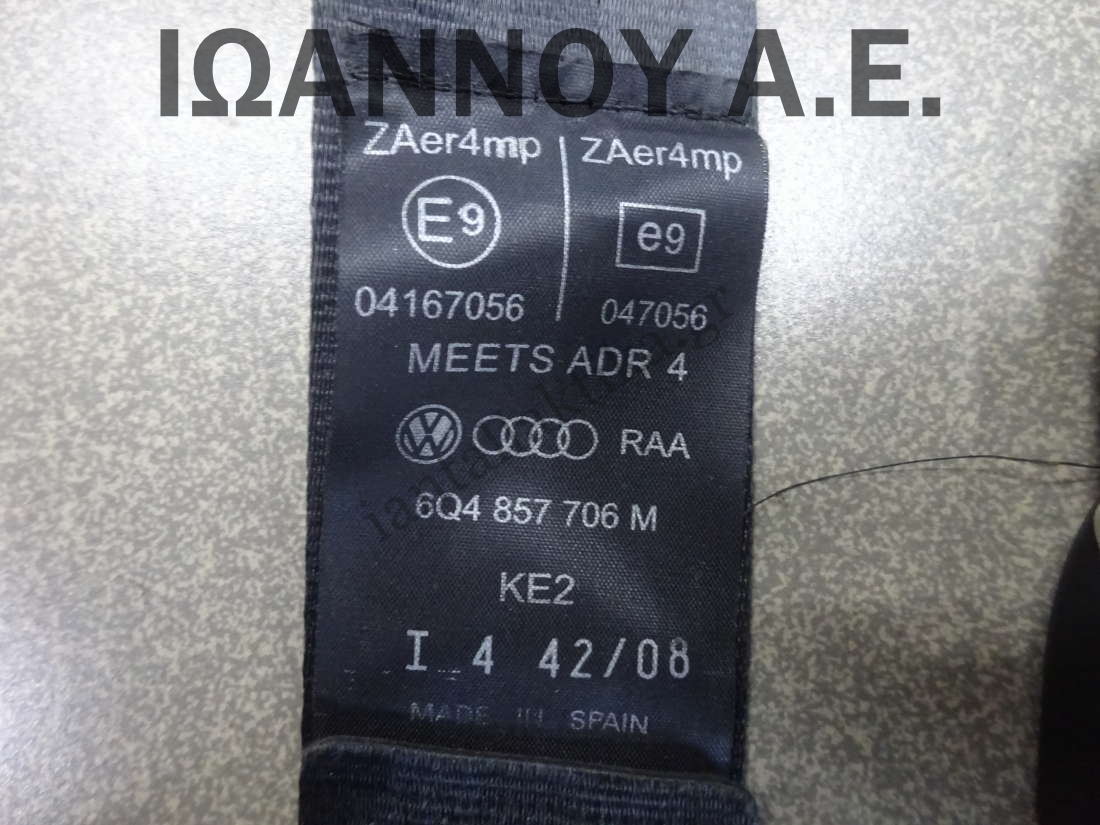 ΙΩΑΝΝΟΥ Α.Ε.
ZAer4mp ZAer4mp
E9 e9
04167056 047056
MEETS ADR 4
RAA
6Q4 857 706 M
KE2
I 4 42/08
MADE IN SPAIN